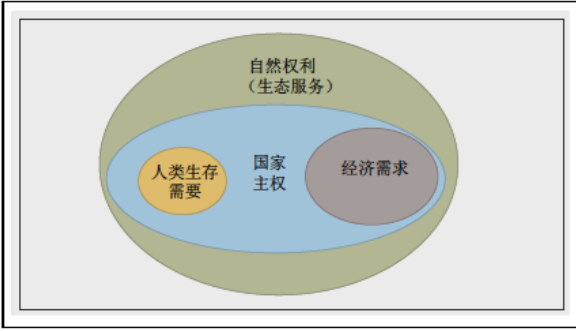 自然权利
（生态服务）
人类生存
需要
国家
主权
经济需求